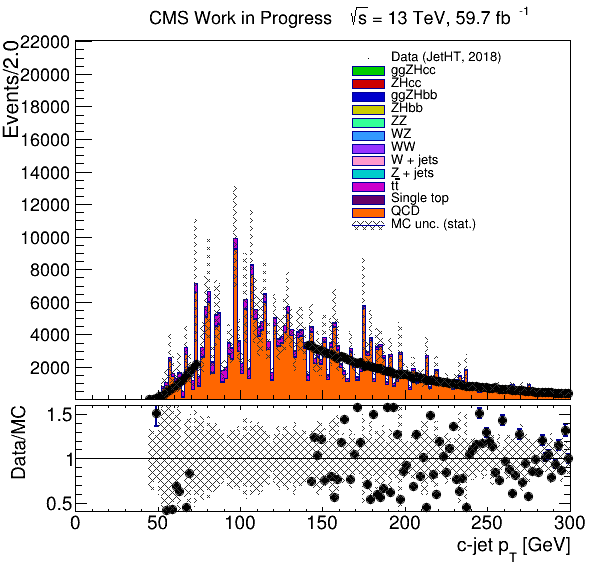 CMS Work in Progress √s = 13 TeV, 59.7 fb⁻¹
Events/2.0
22000
20000
18000
16000
14000
12000
10000
8000
6000
4000
2000
Data (JetHT, 2018)
ggZHcc
ZHcc
ggZHbb
ZHbb
ZZ
WZ
WW
W + jets
Z + jets
tt̄
Single top
QCD
MC unc. (stat.)
Data/MC
1.5
1
0.5
0 50 100 150 200 250 300
c-jet p_T [GeV]